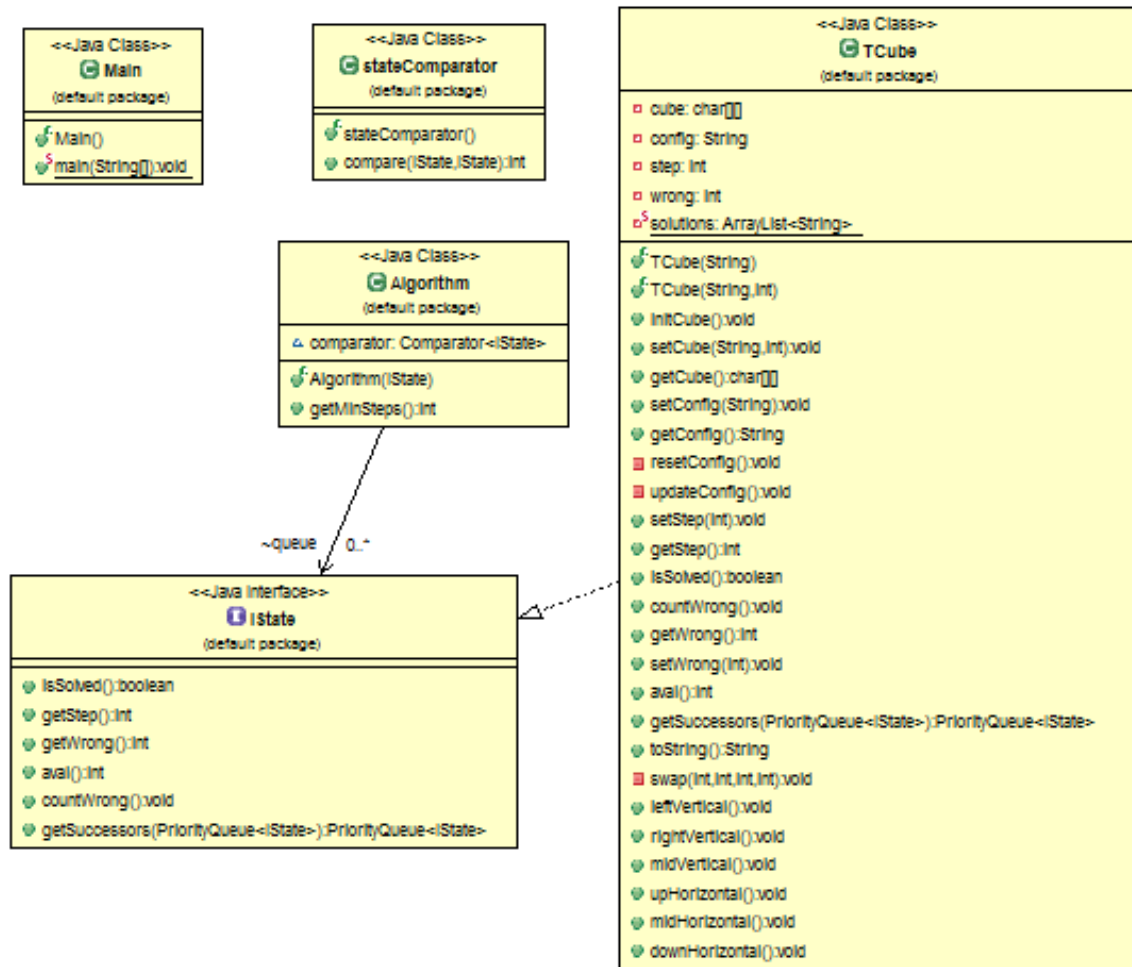 <<Java Class>>
Main
(default package)
Main()
main(String[]):void
<<Java Class>>
stateComparator
(default package)
stateComparator()
compare(IState,IState):int
<<Java Class>>
TCube
(default package)
cube: char[][]
config: String
step: int
wrong: int
solutions: ArrayList<String>
TCube(String)
TCube(String,int)
initCube():void
setCube(String,int):void
getCube():char[][]
setConfig(String):void
getConfig():String
resetConfig():void
updateConfig():void
setStep(int):void
getStep():int
isSolved():boolean
countWrong():void
getWrong():int
setWrong(int):void
aval():int
getSuccessors(PriorityQueue<IState>):PriorityQueue<IState>
toString():String
swap(int,int,int,int):void
leftVertical():void
rightVertical():void
midVertical():void
upHorizontal():void
midHorizontal():void
downHorizontal():void
<<Java Class>>
Algorithm
(default package)
comparator: Comparator<IState>
Algorithm(IState)
getMinSteps():int
~queue 0..*
<<Java Interface>>
IState
(default package)
isSolved():boolean
getStep():int
getWrong():int
aval():int
countWrong():void
getSuccessors(PriorityQueue<IState>):PriorityQueue<IState>